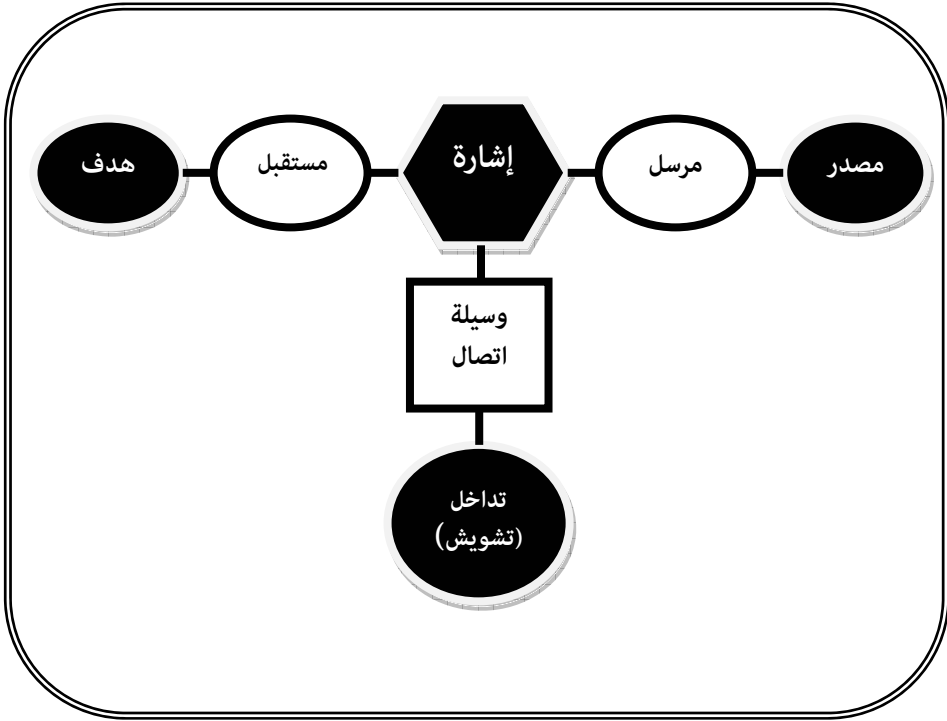 مصدر
مرسل
إشارة
مستقبل
هدف
وسيلة
اتصال
تداخل
(تشويش)